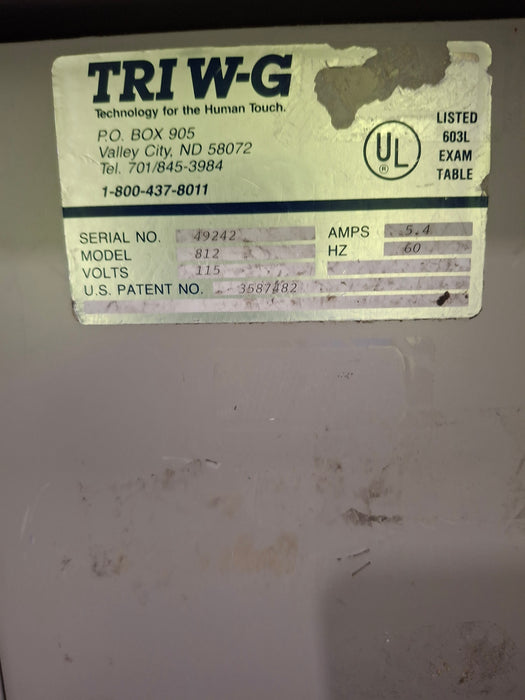 TRI W-G
Technology for the Human Touch.
P.O. BOX 905
Valley City, ND 58072
Tel. 701/845-3984
1-800-437-8011
UL
®
LISTED
603L
EXAM
TABLE
SERIAL NO. 49242
MODEL 812
VOLTS 115
U.S. PATENT NO. 3587482
AMPS 5.4
HZ 60